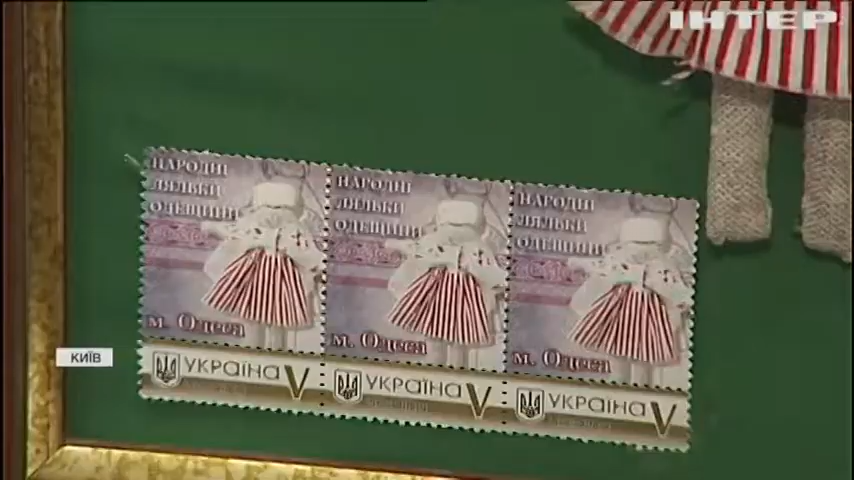 ІНТЕР
НАРОДНІ
ЛЯЛЬКИ
ОДЕЩИНИ
м. Одеса
УКРАЇНА V
НАРОДНІ
ЛЯЛЬКИ
ОДЕЩИНИ
м. Одеса
УКРАЇНА V
НАРОДНІ
ЛЯЛЬКИ
ОДЕЩИНИ
м. Одеса
УКРАЇНА V
КИЇВ